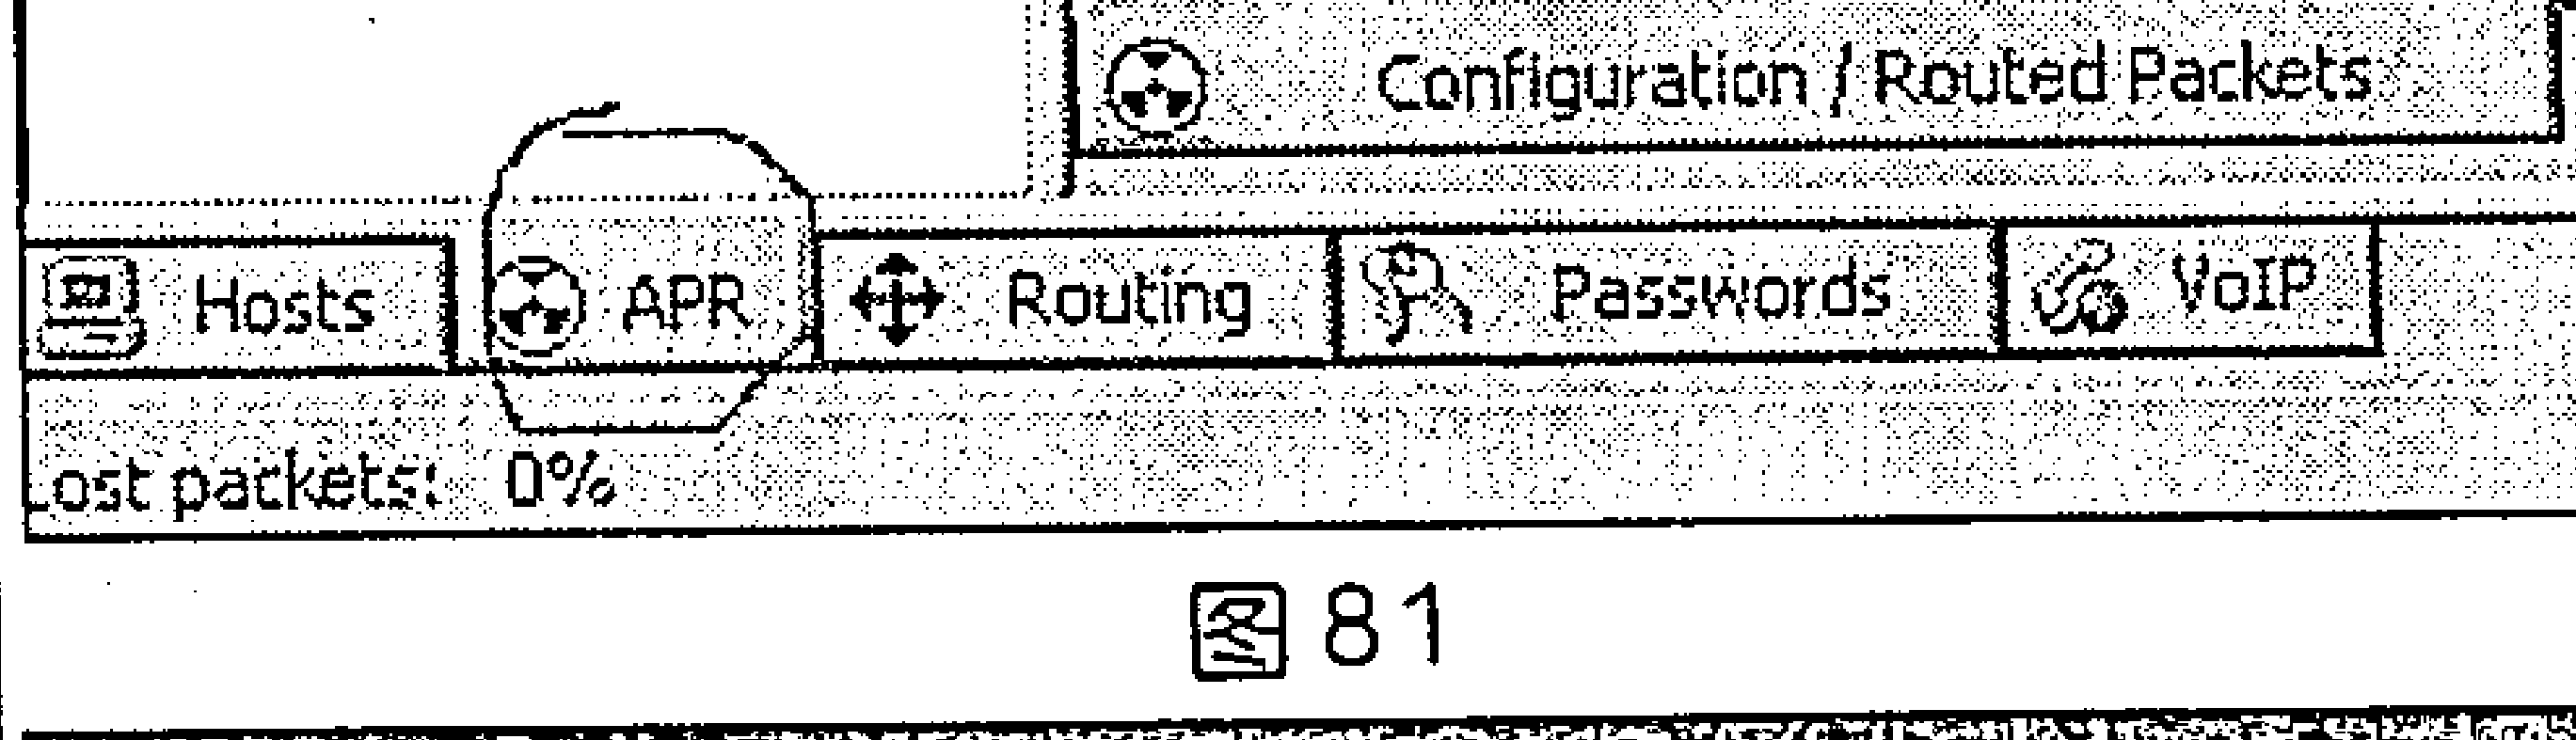 Configuration / Routed Packets
Hosts APR Routing Passwords VoIP
Lost packets: 0%
图 81